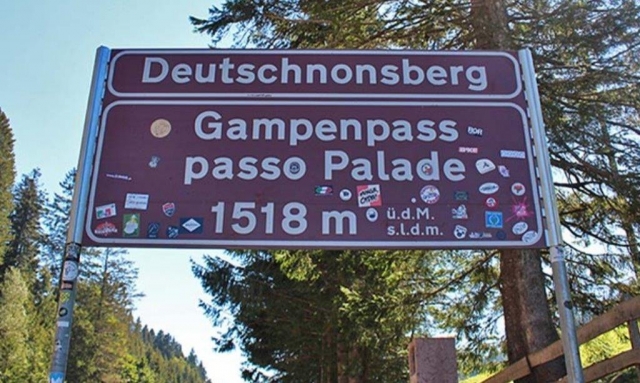 Deutschnonsberg
Gampenpass
passo Palade
1518 m
ü.d.M.
s.l.d.m.